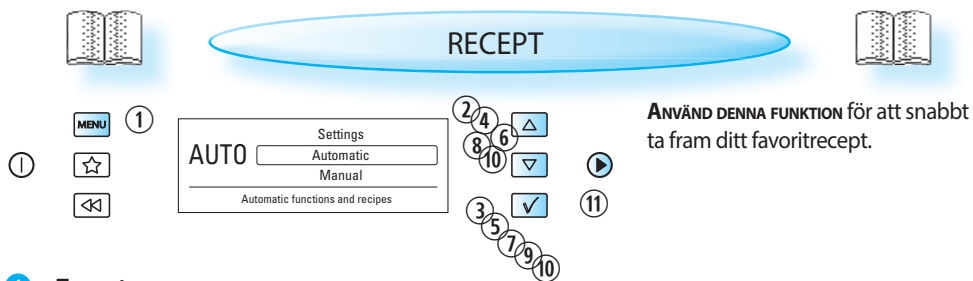 RECEPT
MENU
①
AUTO
Settings
Automatic
Manual
Automatic functions and recipes
②
④
⑥
⑧
⑩
③
⑤
⑦
⑨
⑩
⑪
ANVÄND DENNA FUNKTION för att snabbt
ta fram ditt favoritrecept.